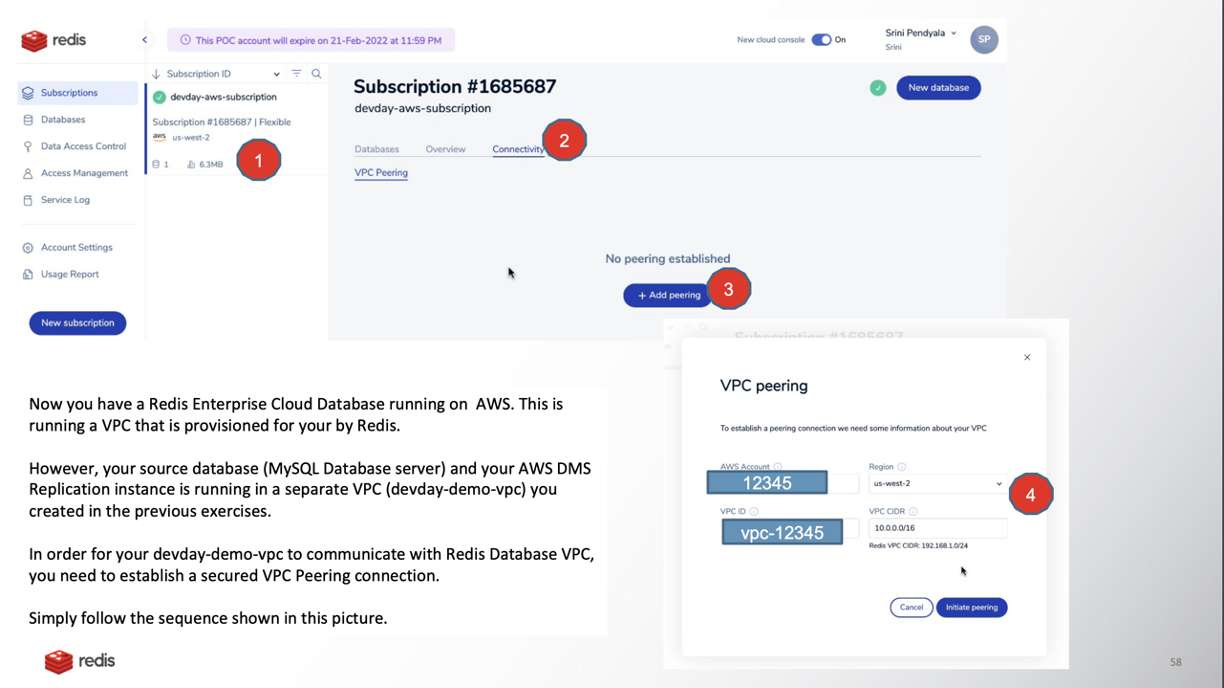 redis
This POC account will expire on 21-Feb-2022 at 11:59 PM
New cloud console On
Srini Pendyala
Srini
SP
Subscriptions
Databases
Data Access Control
Access Management
Service Log
Account Settings
Usage Report
New subscription
Subscription ID
devday-aws-subscription
Subscription #1685687 | Flexible
aws us-west-2
1 6.3MB
1
Subscription #1685687
devday-aws-subscription
New database
Databases Overview Connectivity
2
VPC Peering
No peering established
+ Add peering
3
Now you have a Redis Enterprise Cloud Database running on AWS. This is
running a VPC that is provisioned for your by Redis.
However, your source database (MySQL Database server) and your AWS DMS
Replication instance is running in a separate VPC (devday-demo-vpc) you
created in the previous exercises.
In order for your devday-demo-vpc to communicate with Redis Database VPC,
you need to establish a secured VPC Peering connection.
Simply follow the sequence shown in this picture.
Subscription #1685687
VPC peering
To establish a peering connection we need some information about your VPC
AWS Account Region
12345 us-west-2
4
VPC ID VPC CIDR
vpc-12345 10.0.0.0/16
Redis VPC CIDR: 192.168.1.0/24
Cancel Initiate peering
redis
58